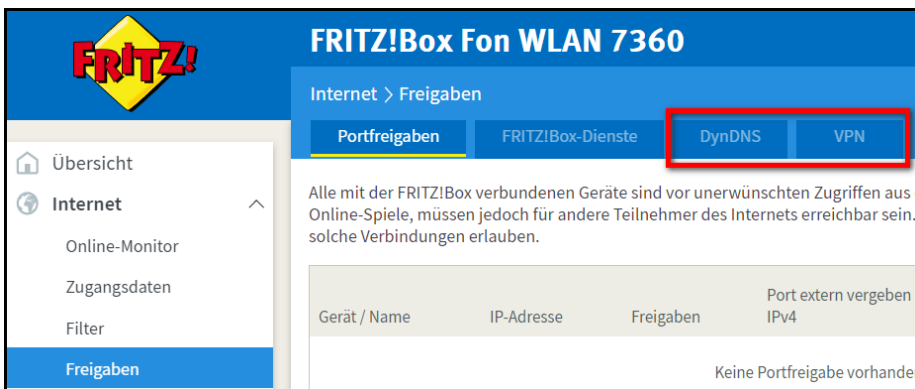 FRITZ!
FRITZ!Box Fon WLAN 7360
Internet > Freigaben
Portfreigaben FRITZ!Box-Dienste DynDNS VPN
Übersicht
Internet
Online-Monitor
Zugangsdaten
Filter
Freigaben
Alle mit der FRITZ!Box verbundenen Geräte sind vor unerwünschten Zugriffen aus
Online-Spiele, müssen jedoch für andere Teilnehmer des Internets erreichbar sein.
solche Verbindungen erlauben.
Gerät / Name IP-Adresse Freigaben Port extern vergeben
IPv4
Keine Portfreigabe vorhande